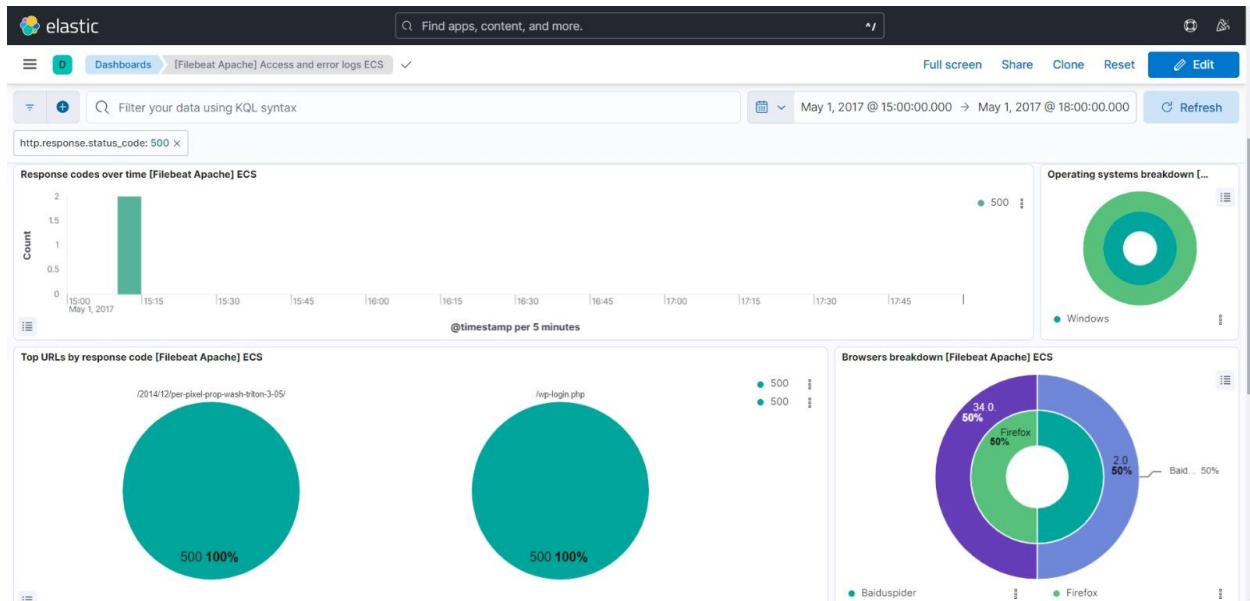 elastic
Find apps, content, and more.
^/
D
Dashboards
[Filebeat Apache] Access and error logs ECS
Full screen
Share
Clone
Reset
Edit
Filter your data using KQL syntax
May 1, 2017 @ 15:00:00.000 → May 1, 2017 @ 18:00:00.000
Refresh
http.response.status_code: 500 ×
Response codes over time [Filebeat Apache] ECS
2
1.5
1
0.5
0
Count
15:00
May 1, 2017
15:15
15:30
15:45
16:00
16:15
16:30
16:45
17:00
17:15
17:30
17:45
@timestamp per 5 minutes
500
Operating systems breakdown [...
Windows
Top URLs by response code [Filebeat Apache] ECS
/2014/12/per-pixel-prop-wash-triton-3-05/
500 100%
/wp-login.php
500 100%
500
500
Browsers breakdown [Filebeat Apache] ECS
34.0.
50%
Firefox
50%
2.0
50%
Baid... 50%
Baiduspider
Firefox